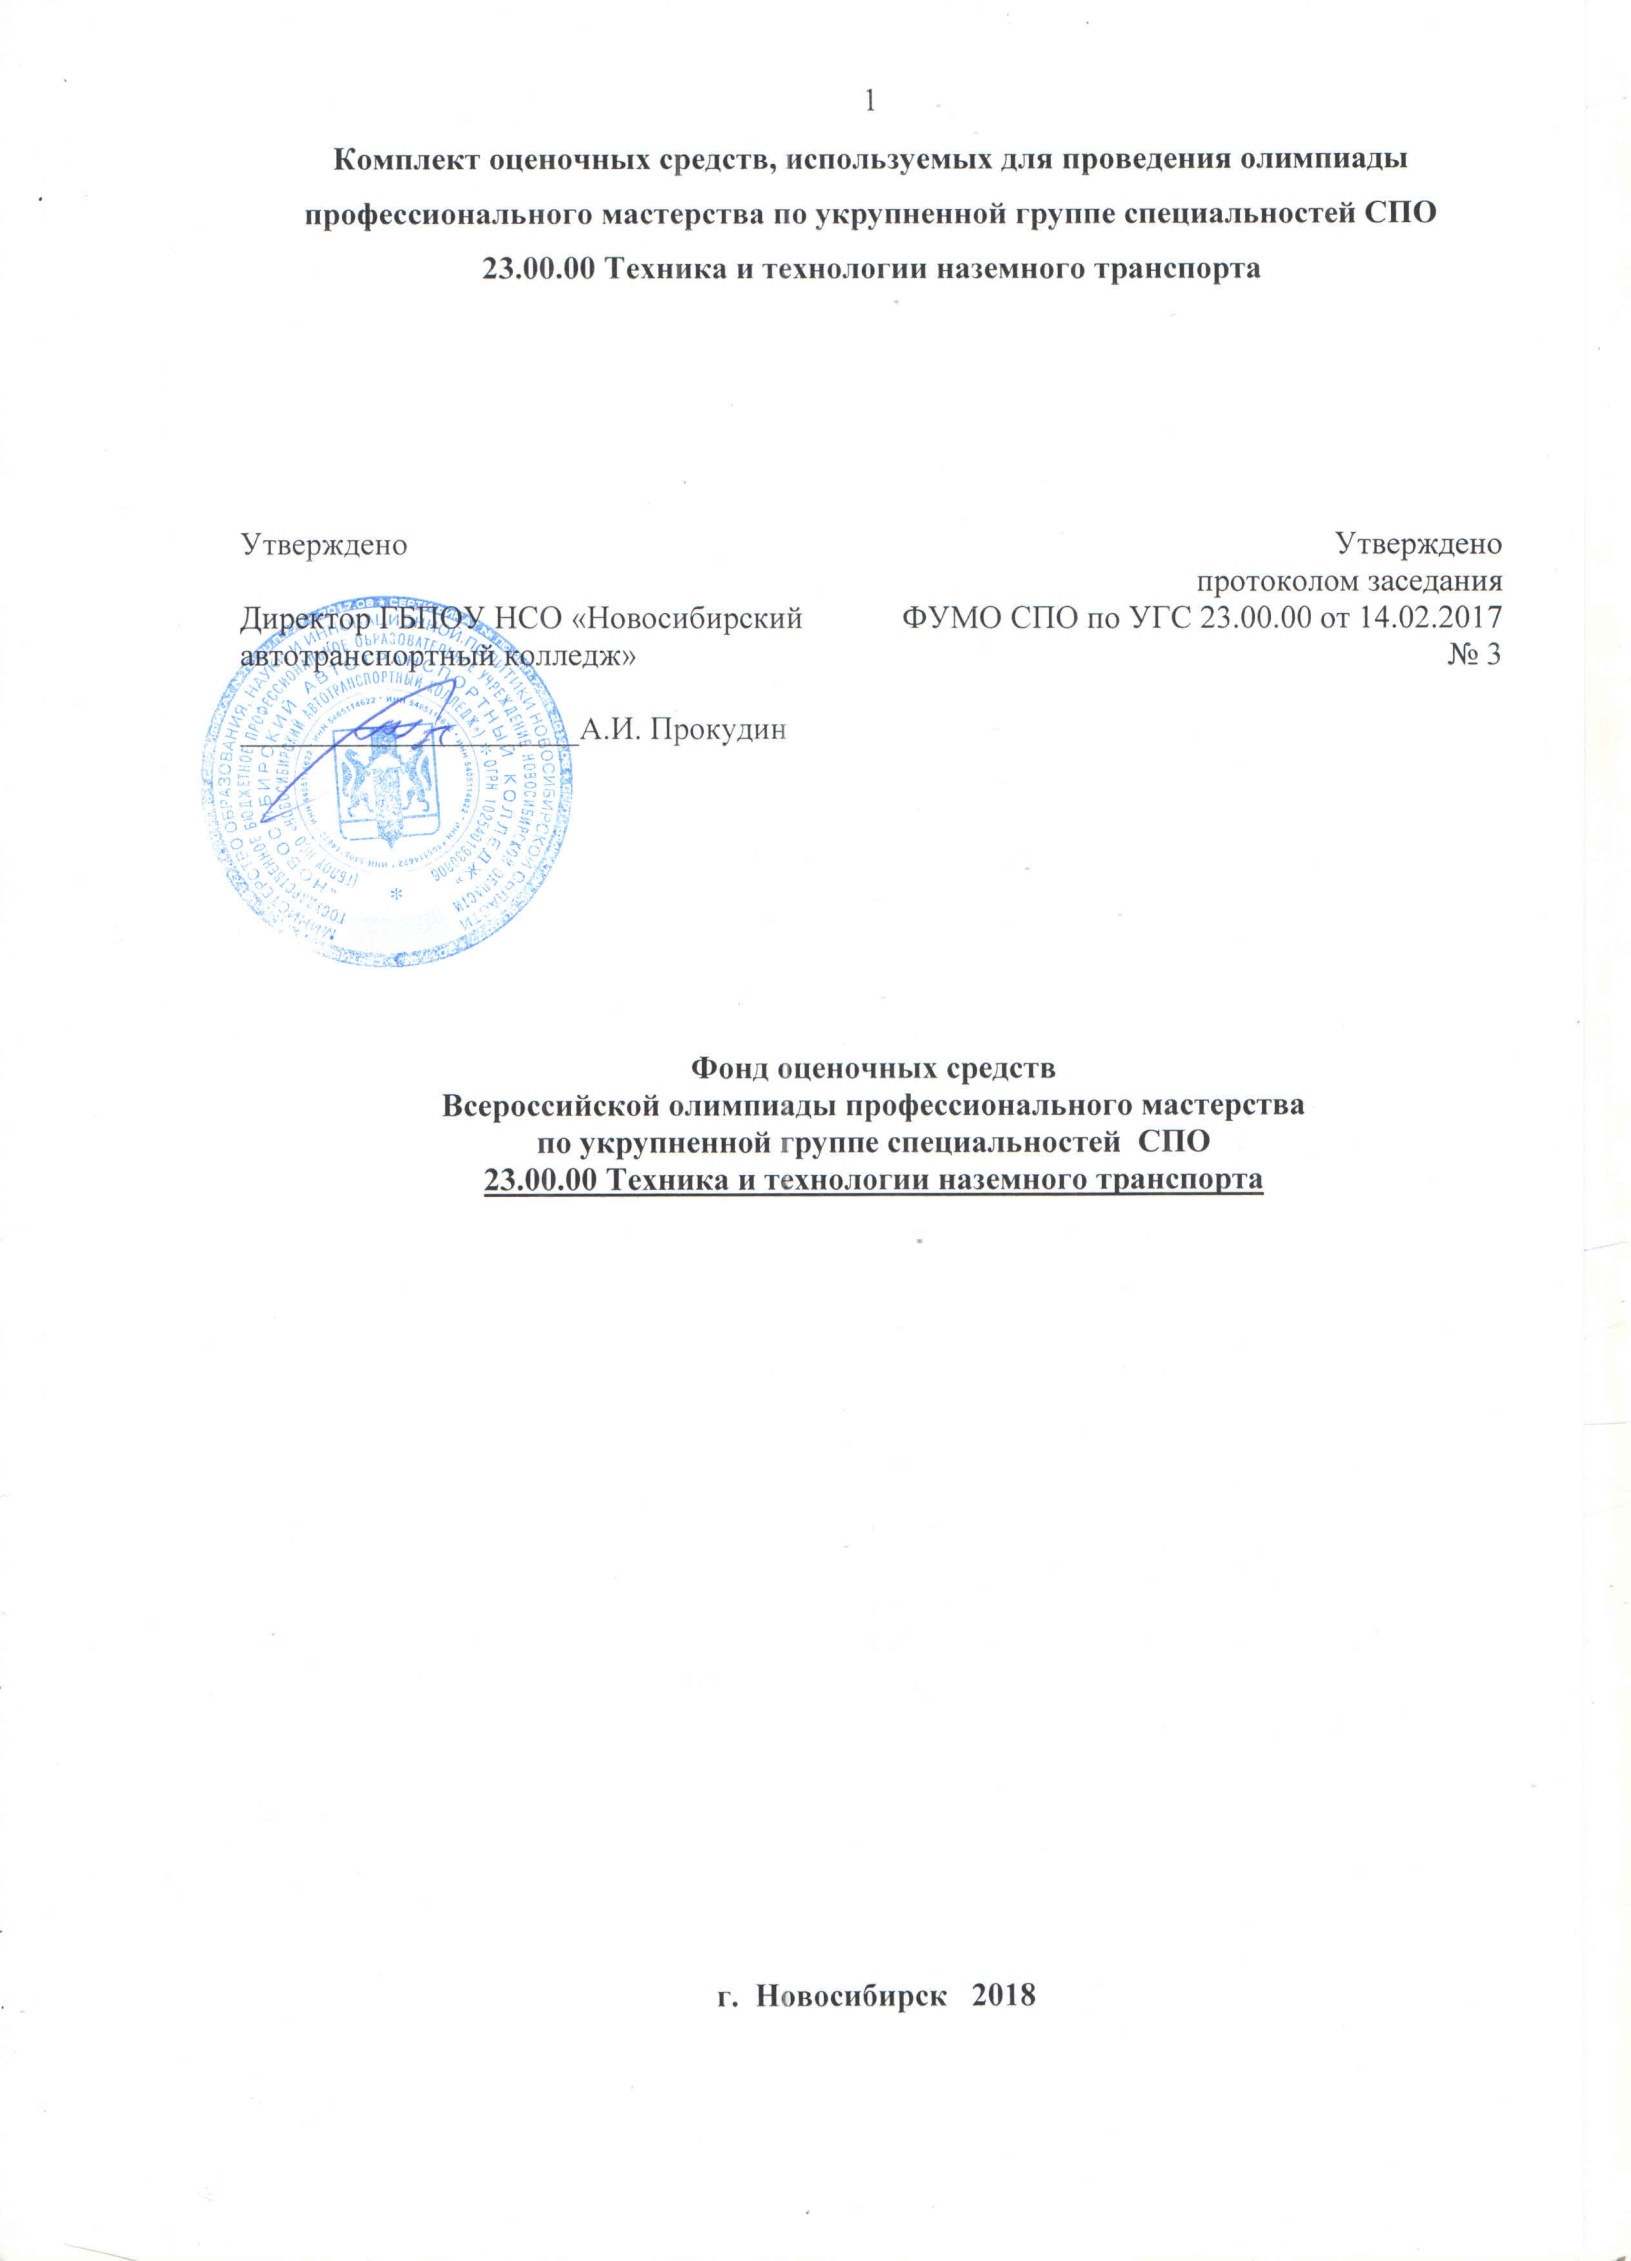 1
Комплект оценочных средств, используемых для проведения олимпиады
профессионального мастерства по укрупненной группе специальностей СПО
23.00.00 Техника и технологии наземного транспорта
Утверждено
Директор ГБПОУ НСО «Новосибирский
автотранспортный колледж»
А.И. Прокудин
Утверждено
протоколом заседания
ФУМО СПО по УГС 23.00.00 от 14.02.2017
№ 3
Фонд оценочных средств
Всероссийской олимпиады профессионального мастерства
по укрупненной группе специальностей СПО
23.00.00 Техника и технологии наземного транспорта
г. Новосибирск 2018